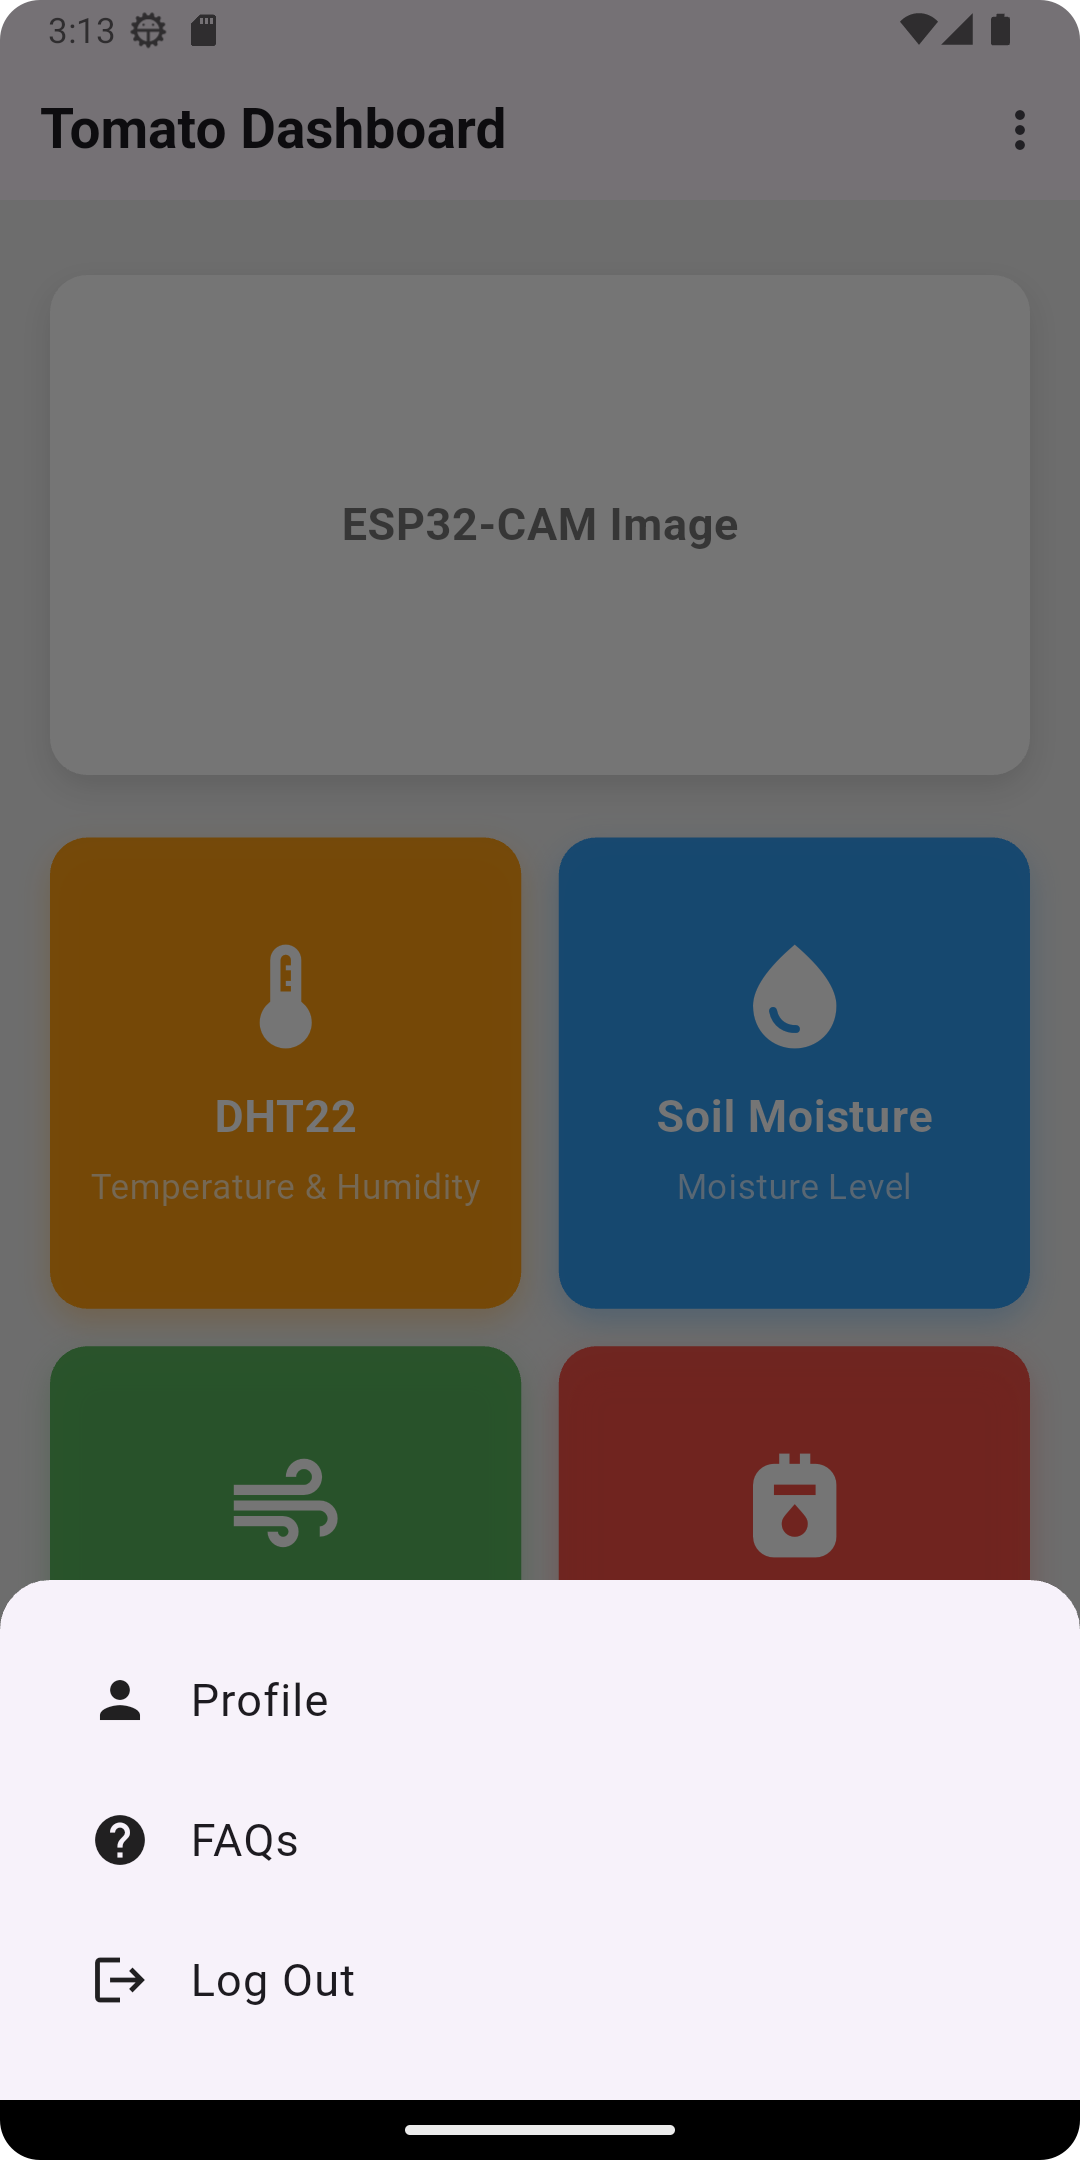 3:13
Tomato Dashboard
ESP32-CAM Image
DHT22
Temperature & Humidity
Soil Moisture
Moisture Level
Profile
FAQs
Log Out